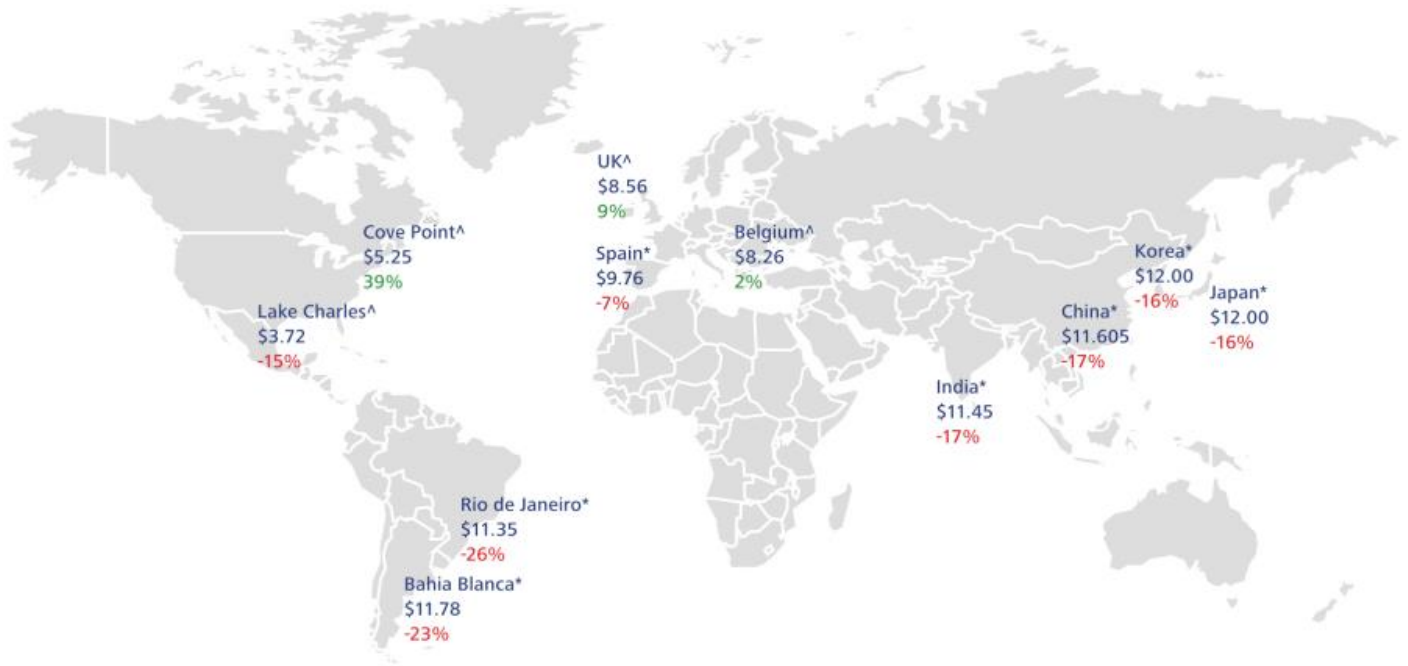 UK^
$8.56
9%
Cove Point^
$5.25
39%
Belgium^
$8.26
2%
Spain*
$9.76
-7%
Korea*
$12.00
-16%
Japan*
$12.00
-16%
Lake Charles^
$3.72
-15%
China*
$11.605
-17%
India*
$11.45
-17%
Rio de Janeiro*
$11.35
-26%
Bahia Blanca*
$11.78
-23%